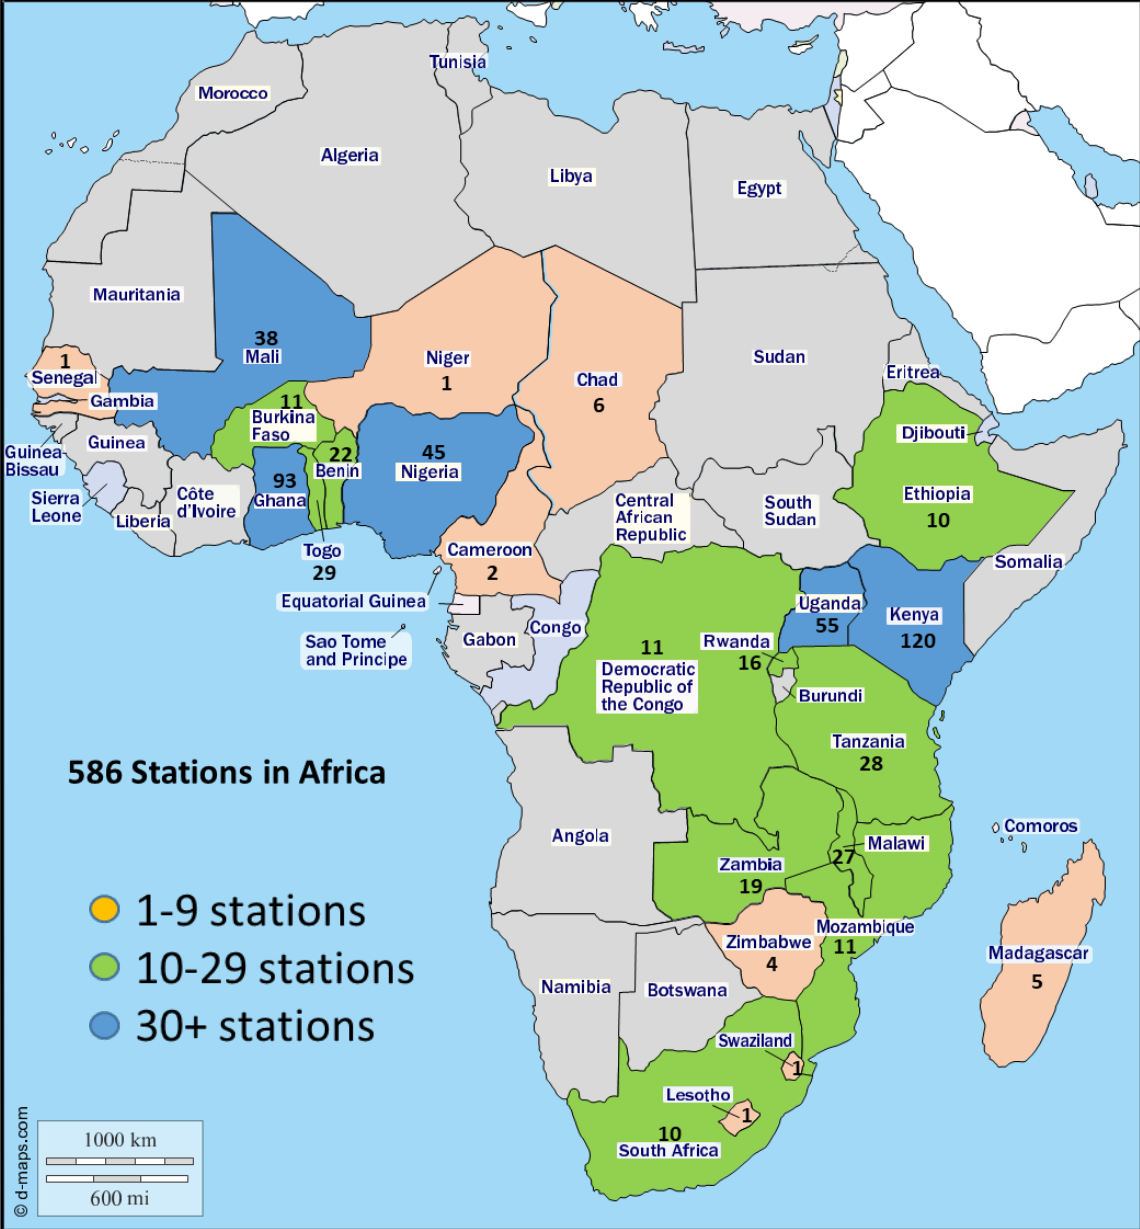 Tunisia
Morocco
Algeria
Libya
Egypt
Mauritania
38
Mali
1
Senegal
Niger
1
Chad
6
Sudan
Eritrea
Gambia
11
Burkina
Faso
Djibouti
Guinea
Bissau
Guinea
22
Benin
45
Nigeria
93
Ghana
Sierra
Leone
Côte
d'Ivoire
Liberia
Central
African
Republic
South
Sudan
Ethiopia
10
Togo
29
Cameroon
2
Somalia
Equatorial Guinea
Uganda
55
Kenya
120
Sao Tome
and Principe
Gabon
Congo
11
Democratic
Republic of
the Congo
Rwanda
16
Burundi
Tanzania
28
586 Stations in Africa
Angola
Comoros
Malawi
27
Zambia
19
1-9 stations
10-29 stations
30+ stations
Mozambique
11
Zimbabwe
4
Madagascar
5
Namibia
Botswana
Swaziland
1
Lesotho
1
10
South Africa
1000 km
600 mi
© d-maps.com